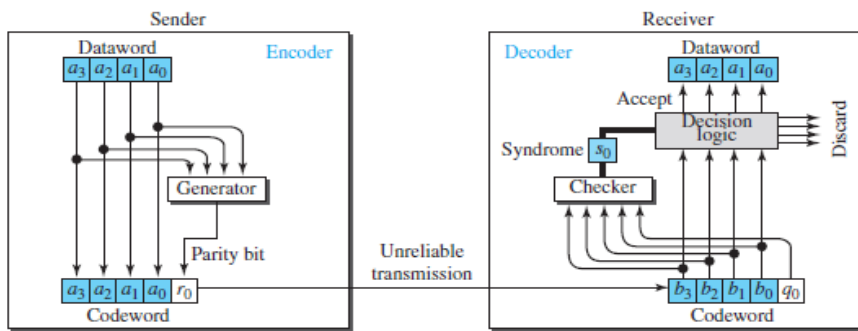 Sender
Encoder
Dataword
a3 a2 a1 a0
Generator
Parity bit
a3 a2 a1 a0 r0
Codeword
Unreliable
transmission
Receiver
Decoder
Dataword
a3 a2 a1 a0
Accept
Decision
logic
Discard
Syndrome
s0
Checker
b3 b2 b1 b0 q0
Codeword